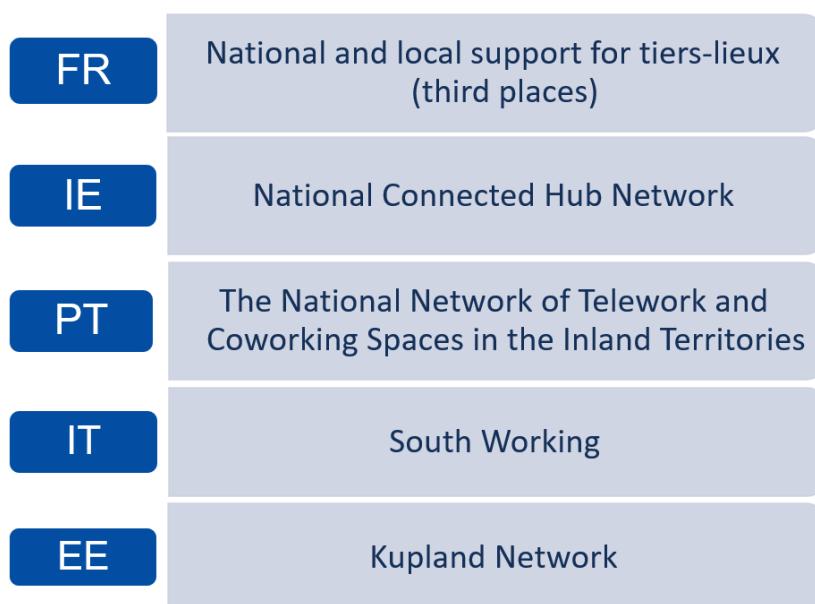 FR
National and local support for tiers-lieux
(third places)
IE
National Connected Hub Network
PT
The National Network of Telework and
Coworking Spaces in the Inland Territories
IT
South Working
EE
Kupland Network